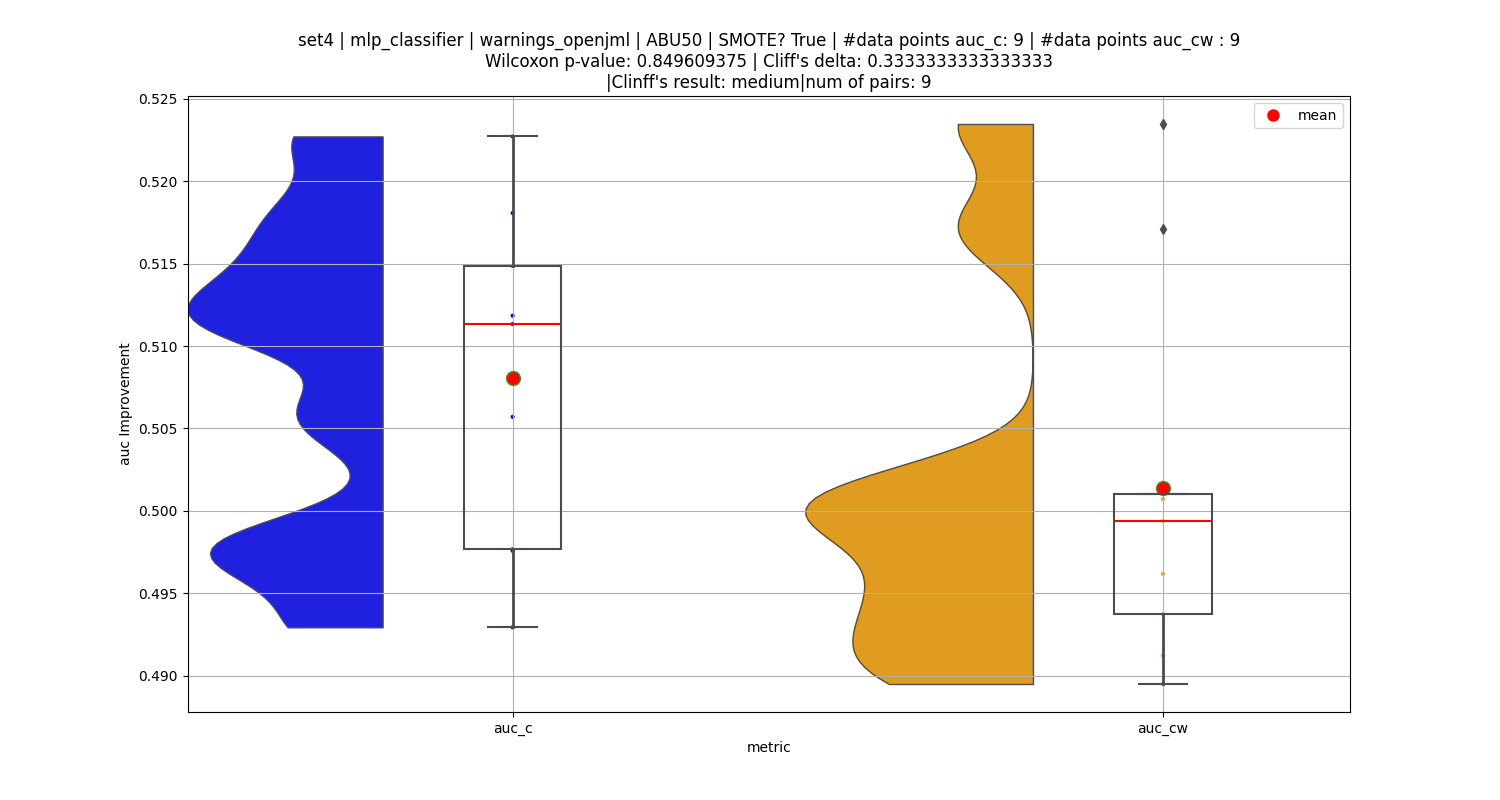 set4 | mlp_classifier | warnings_openjml | ABU50 | SMOTE? True | #data points auc_c: 9 | #data points auc_cw : 9
Wilcoxon p-value: 0.849609375 | Cliff's delta: 0.3333333333333333
|Clinff's result: medium|num of pairs: 9
mean
0.525
0.520
0.515
0.510
0.505
0.500
0.495
0.490
auc Improvement
auc_c
auc_cw
metric